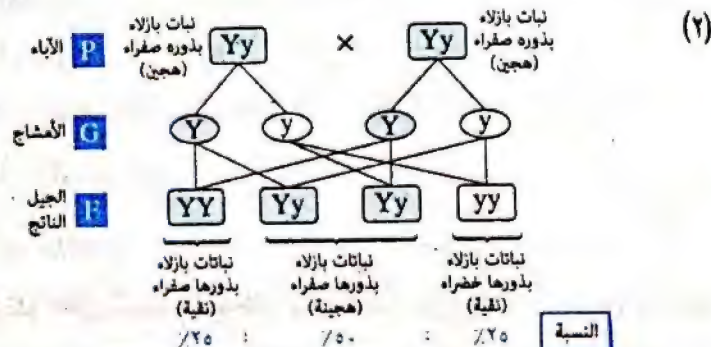 (٢)
نبات بازلاء
بذوره صفراء
(هجين)
Yy
×
Yy
نبات بازلاء
بذوره صفراء
(هجين)
P الآباء
G الأمشاج
Y y Y y
F الجيل
الناتج
YY Yy Yy yy
نباتات بازلاء
بذورها صفراء
(نقية)
نباتات بازلاء
بذورها صفراء
(هجينة)
نباتات بازلاء
بذورها خضراء
(نقية)
٪٢٥ : ٪٥٠ : ٪٢٥ النسبة